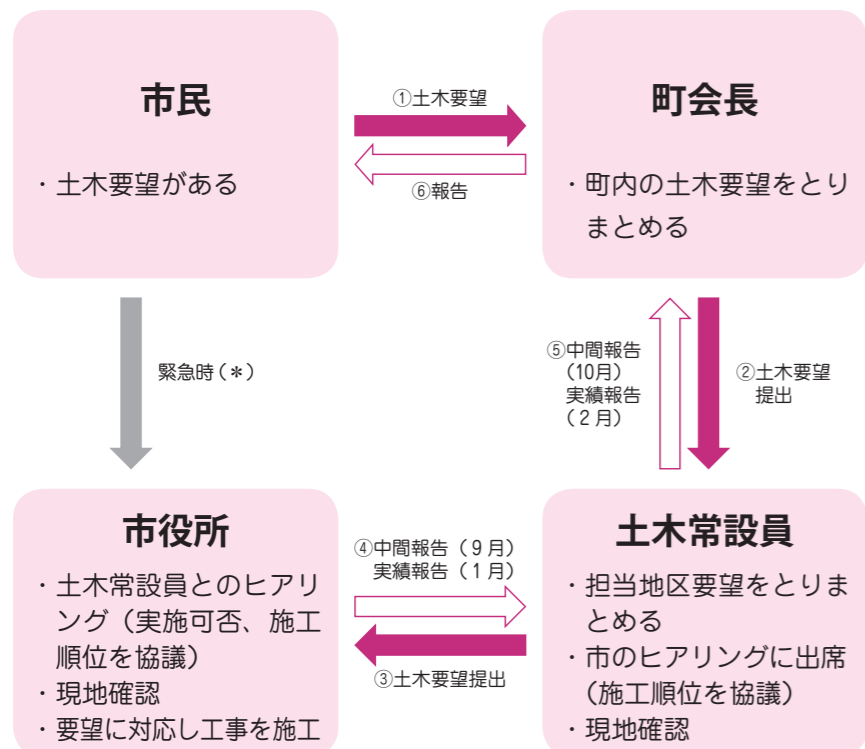 市民
・土木要望がある
①土木要望
⑥報告
町会長
・町内の土木要望をとり
まとめる
緊急時（＊）
⑤中間報告
（10月）
実績報告
（２月）
②土木要望
提出
市役所
・土木常設員とのヒアリ
ング（実施可否、施工
順位を協議）
・現地確認
・要望に対応し工事を施工
④中間報告（９月）
実績報告（１月）
③土木要望提出
土木常設員
・担当地区要望をとりま
とめる
・市のヒアリングに出席
（施工順位を協議）
・現地確認